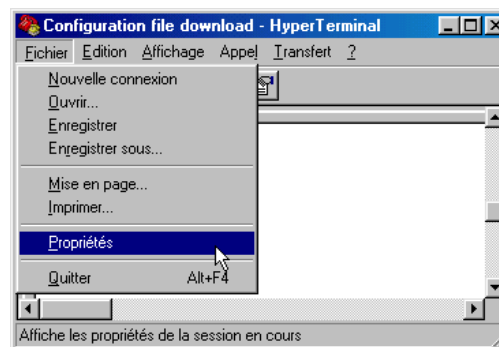 Configuration file download - HyperTerminal
Fichier Edition Affichage Appel Transfert ?
Nouvelle connexion
Ouvrir...
Enregistrer
Enregistrer sous...
Mise en page...
Imprimer...
Propriétés
Quitter Alt+F4
Affiche les propriétés de la session en cours